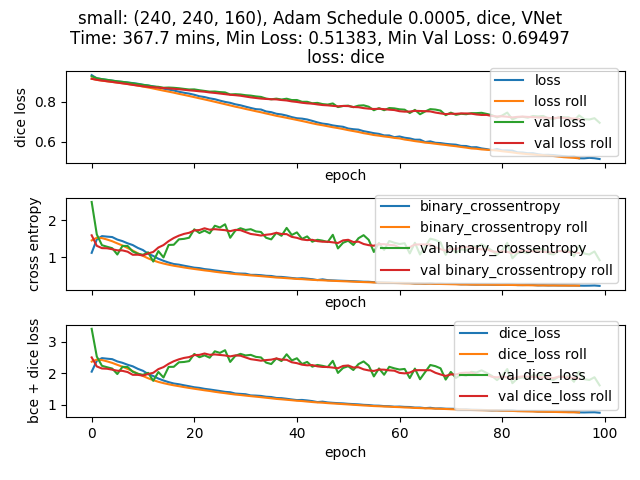 small: (240, 240, 160), Adam Schedule 0.0005, dice, VNet
Time: 367.7 mins, Min Loss: 0.51383, Min Val Loss: 0.69497
loss: dice
dice loss
0.8
0.6
loss
loss roll
val loss
val loss roll
epoch
cross entropy
2
1
binary_crossentropy
binary_crossentropy roll
val binary_crossentropy
val binary_crossentropy roll
epoch
bce + dice loss
3
2
1
dice_loss
dice_loss roll
val dice_loss
val dice_loss roll
0 20 40 60 80 100
epoch